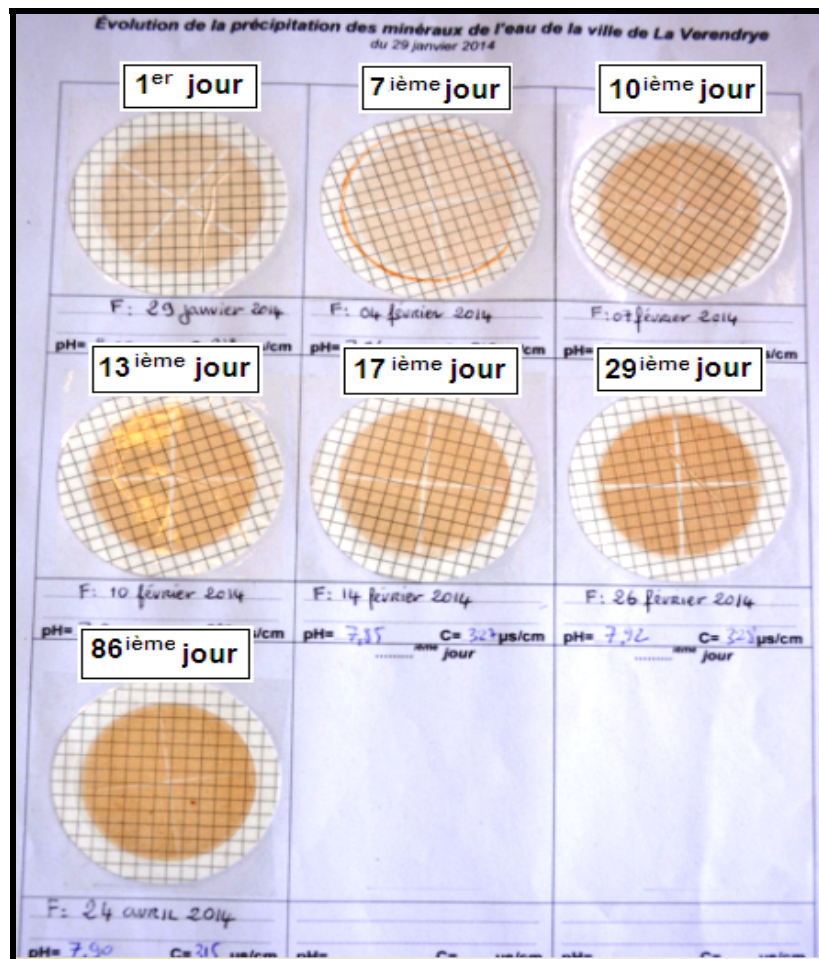 Évolution de la précipitation des minéraux de l'eau de la ville de La Verendrye
du 29 janvier 2014
1er jour
7ième jour
10ième jour
F: 29 janvier 2014
F: 04 février 2014
F: 07 février 2014
pH=
µs/cm
pH=
cm
pH=
s/cm
13ième jour
17ième jour
29ième jour
F: 10 février 2014
F: 14 février 2014
F: 26 février 2014
pH=
s/cm
pH= 7,85 C= 327 µs/cm
pH= 7,92 C= 328 µs/cm
86ième jour
......... ième jour
......... ième jour
F: 24 avril 2014
pH= 7,90 C= 315 µs/cm
pH= C= µs/cm
pH= C= µs/cm